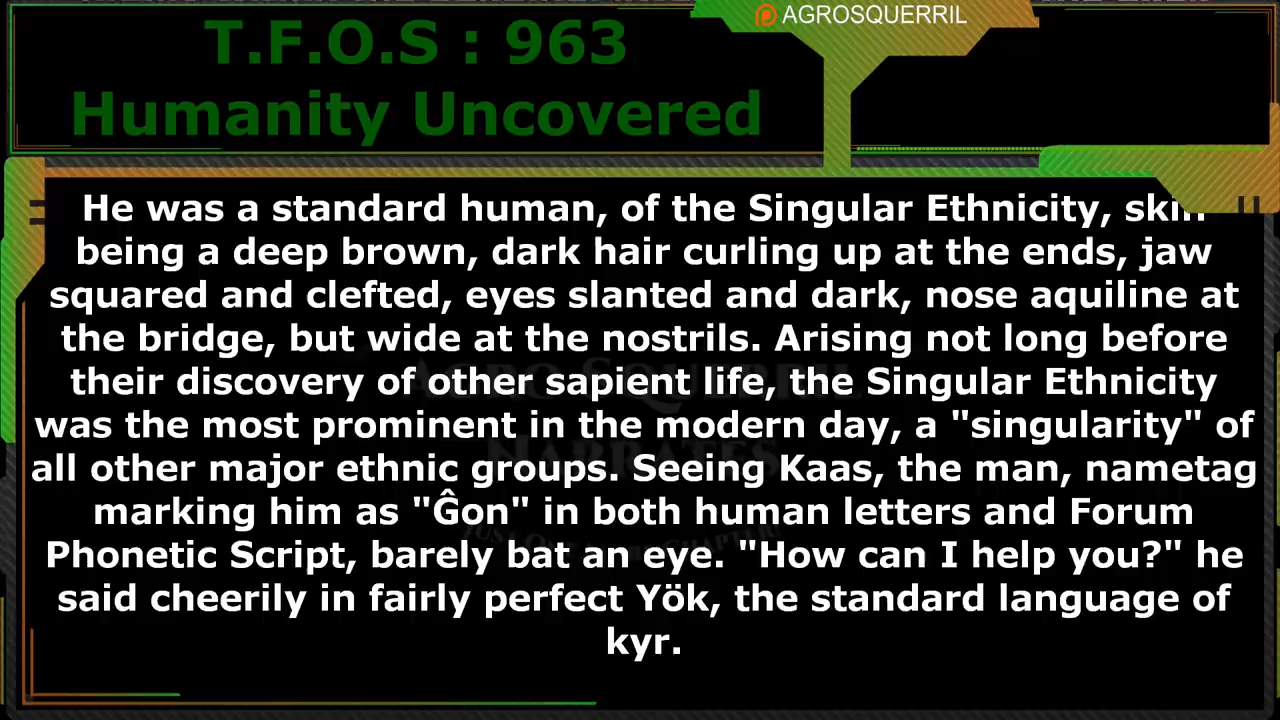 AGROSQUERRIL
T.F.O.S : 963
Humanity Uncovered
He was a standard human, of the Singular Ethnicity, skin
being a deep brown, dark hair curling up at the ends, jaw
squared and clefted, eyes slanted and dark, nose aquiline at
the bridge, but wide at the nostrils. Arising not long before
their discovery of other sapient life, the Singular Ethnicity
was the most prominent in the modern day, a "singularity" of
all other major ethnic groups. Seeing Kaas, the man, nametag
marking him as "Ĝon" in both human letters and Forum
Phonetic Script, barely bat an eye. "How can I help you?" he
said cheerily in fairly perfect Yök, the standard language of
kyr.